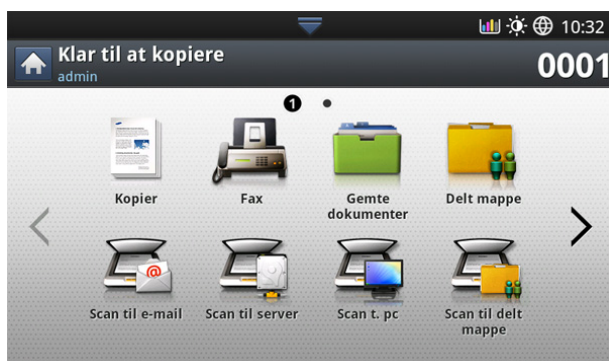 10:32
Klar til at kopiere
admin
0001
1
Kopier
Fax
Gemte
dokumenter
Delt mappe
Scan til e-mail
Scan til server
Scan t. pc
Scan til delt
mappe